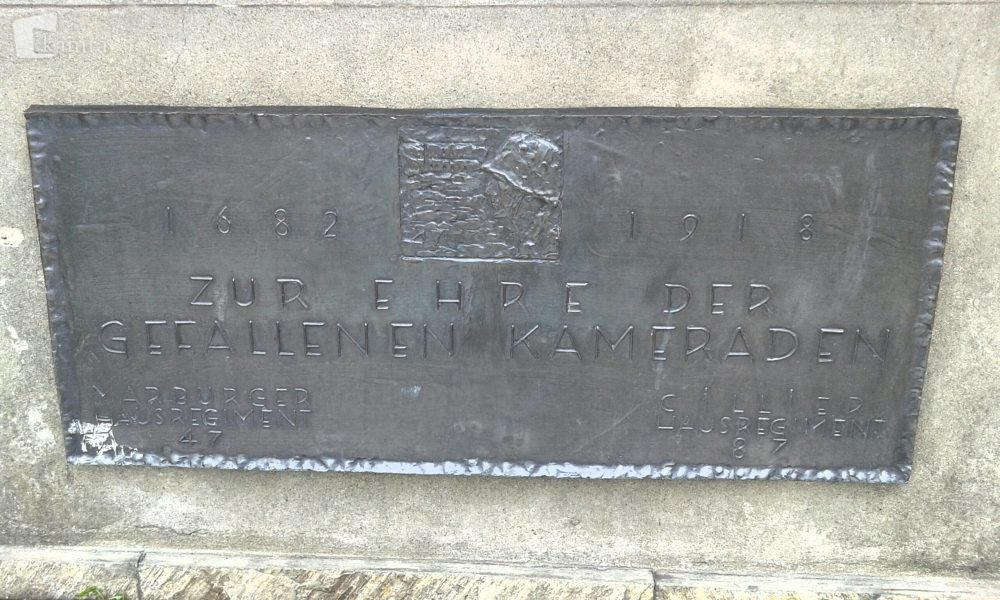 1682 1918
ZUR EHRE DER
GEFALLENEN KAMERADEN
MARBURGER
HAUSREGIMENT
47
CILLIER
HAUSREGIMENT
87